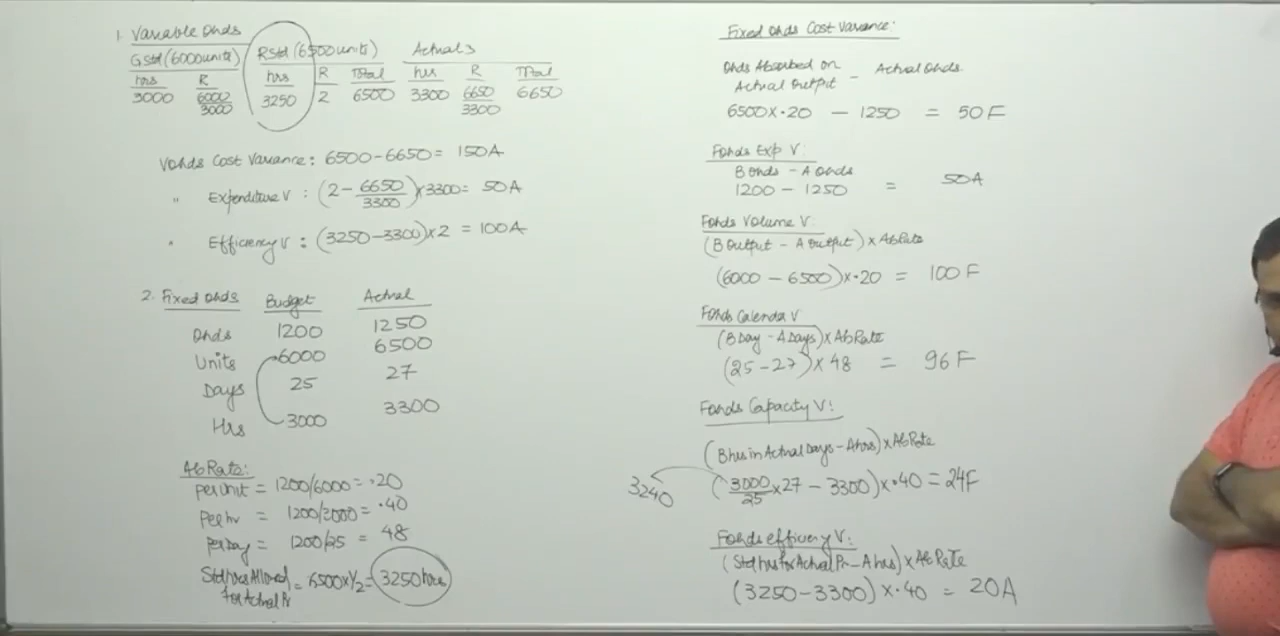 1. Variable Ohds
GStd (6000 units) RStd (6500 units) Actuals
hrs R hrs R Total hrs R Total
3000 6000/3000 3250 2 6500 3300 6650/3300 6650
Vohds Cost Variance: 6500 - 6650 = 150A
" Expenditure V : (2 - 6650/3300) x 3300 = 50A
" Efficiency V : (3250 - 3300) x 2 = 100A
2. Fixed Ohds Budget Actual
Ohds 1200 1250
Units 6000 6500
Days 25 27
Hrs 3000 3300
Ab Rate:
Per Unit = 1200/6000 = .20
Per hr = 1200/3000 = .40
Per Day = 1200/25 = 48
Std hrs Allowed for Actual Pr = 6500 x 1/2 = 3250 hrs
Fixed Ohds Cost Variance:
Ohds Absorbed on Actual Output - Actual Ohds.
6500 x .20 - 1250 = 50F
Fohds Exp V:
B Ohds - A Ohds
1200 - 1250 = 50A
Fohds Volume V:
(B Output - A Output) x Ab Rate
(6000 - 6500) x .20 = 100F
Fohds Calenda V
(B Day - A Days) x Ab Rate
(25 - 27) x 48 = 96F
Fohds Capacity V:
(B hrs in Actual Days - A hrs) x Ab Rate
3240 (3000/25 x 27 - 3300) x .40 = 24F
Fohds efficiency V:
(Std hrs for Actual Pr - A hrs) x Ab Rate
(3250 - 3300) x .40 = 20A